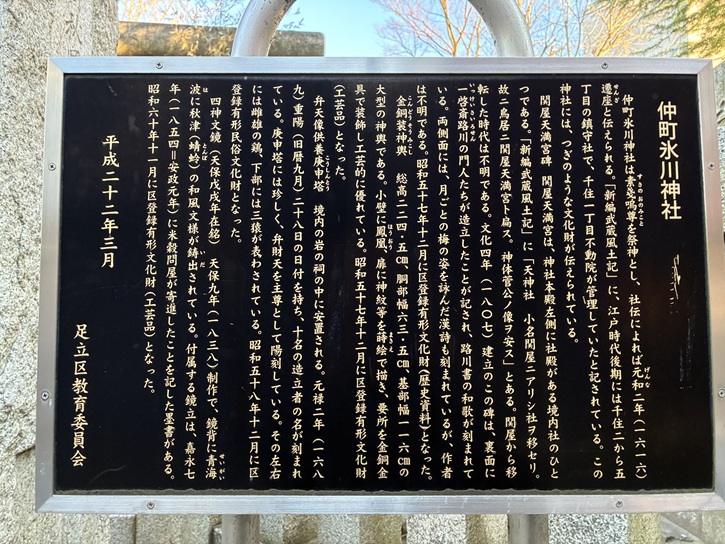 仲町氷川神社
仲町氷川神社は素盞嗚尊を祭神とし、社伝によれば元和二年（一六一六）
遷座と伝えられる。「新編武蔵風土記」に、江戸時代後期には千住二から五
丁目の鎮守社で、千住一丁目不動院が管理していたと記されている。この
神社には、つぎのような文化財が伝えられている。
関屋天満宮碑　関屋天満宮は、神社本殿左側に社殿がある境内社のひと
つである。「新編武蔵風土記」に「天神社　小名関屋ニアリシ社ヲ移セリ。
故ニ鳥居ニ関屋天満宮ト扁ス。神体菅公ノ像ヲ安ス」とある。関屋から移
転した時代は不明である。文化四年（一八〇七）建立のこの碑は、裏面に
一啓斎路川の門人たちが造立したことが記され、路川書の和歌が刻まれて
いる。両側面には、月ごとの梅の姿を詠んだ漢詩も刻まれているが、作者
は不明である。昭和五十七年十二月に区登録有形文化財（歴史資料）となった。
金銅装神輿　総高二二四・五㎝、胴部幅六三・五㎝、基部幅一一六㎝の
大型の神輿である。小壁に鳳凰、扉に神紋等を蒔絵で描き、要所を金銅金
具で装飾し工芸的に優れている。昭和五十七年十二月に区登録有形文化財
（工芸品）となった。
弁天像供養庚申塔　境内の岩の祠の中に安置される。元禄二年（一六八
九）重陽（旧暦九月）二十八日の日付を持ち、十名の造立者の名が刻まれ
ている。庚申塔には珍しく、弁財天を主尊として陽刻している。その左右
には雌雄の鶏、下部には三猿が表わされている。昭和五十八年十二月に区
登録有形民俗文化財となった。
四神文鏡（天保戊戌年在銘）　天保九年（一八三八）制作で、鏡背に青海
波に秋津（蜻蛉）の和風文様が鋳出されている。付属する鏡立は、嘉永七
年（一八五四＝安政元年）に米穀問屋が寄進したことを記した墨書がある。
昭和六十年十一月に区登録有形文化財（工芸品）となった。
平成二十二年三月
足立区教育委員会